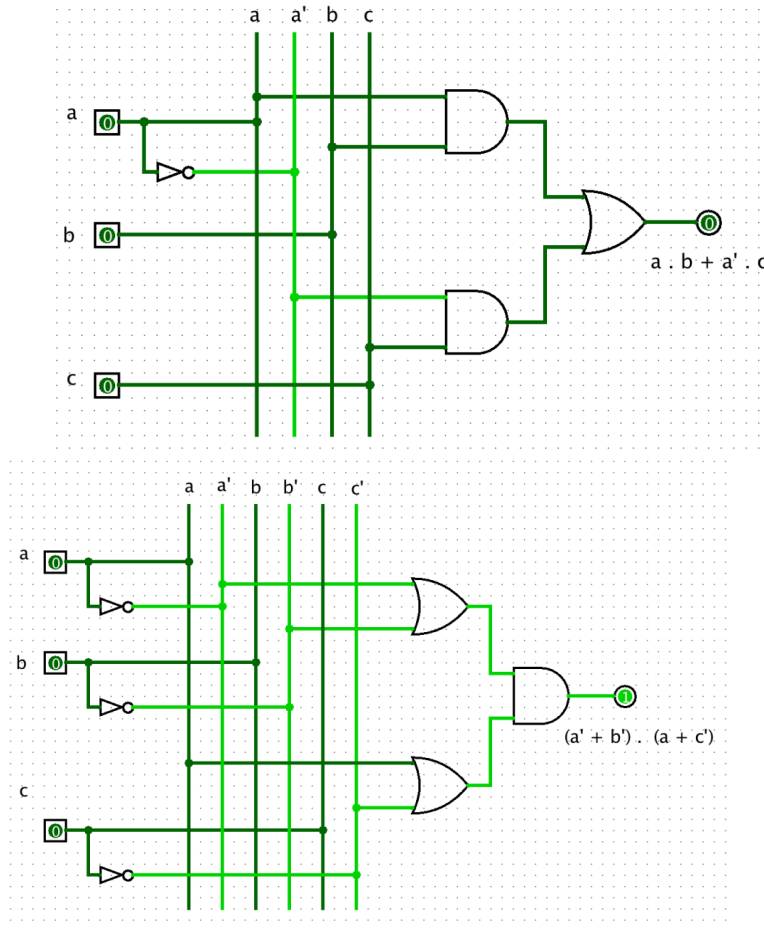 a a' b c
a 0
0
b 0
a . b + a' . c
c 0
a a' b b' c c'
a 0
b 0
1
(a' + b') . (a + c')
c
0